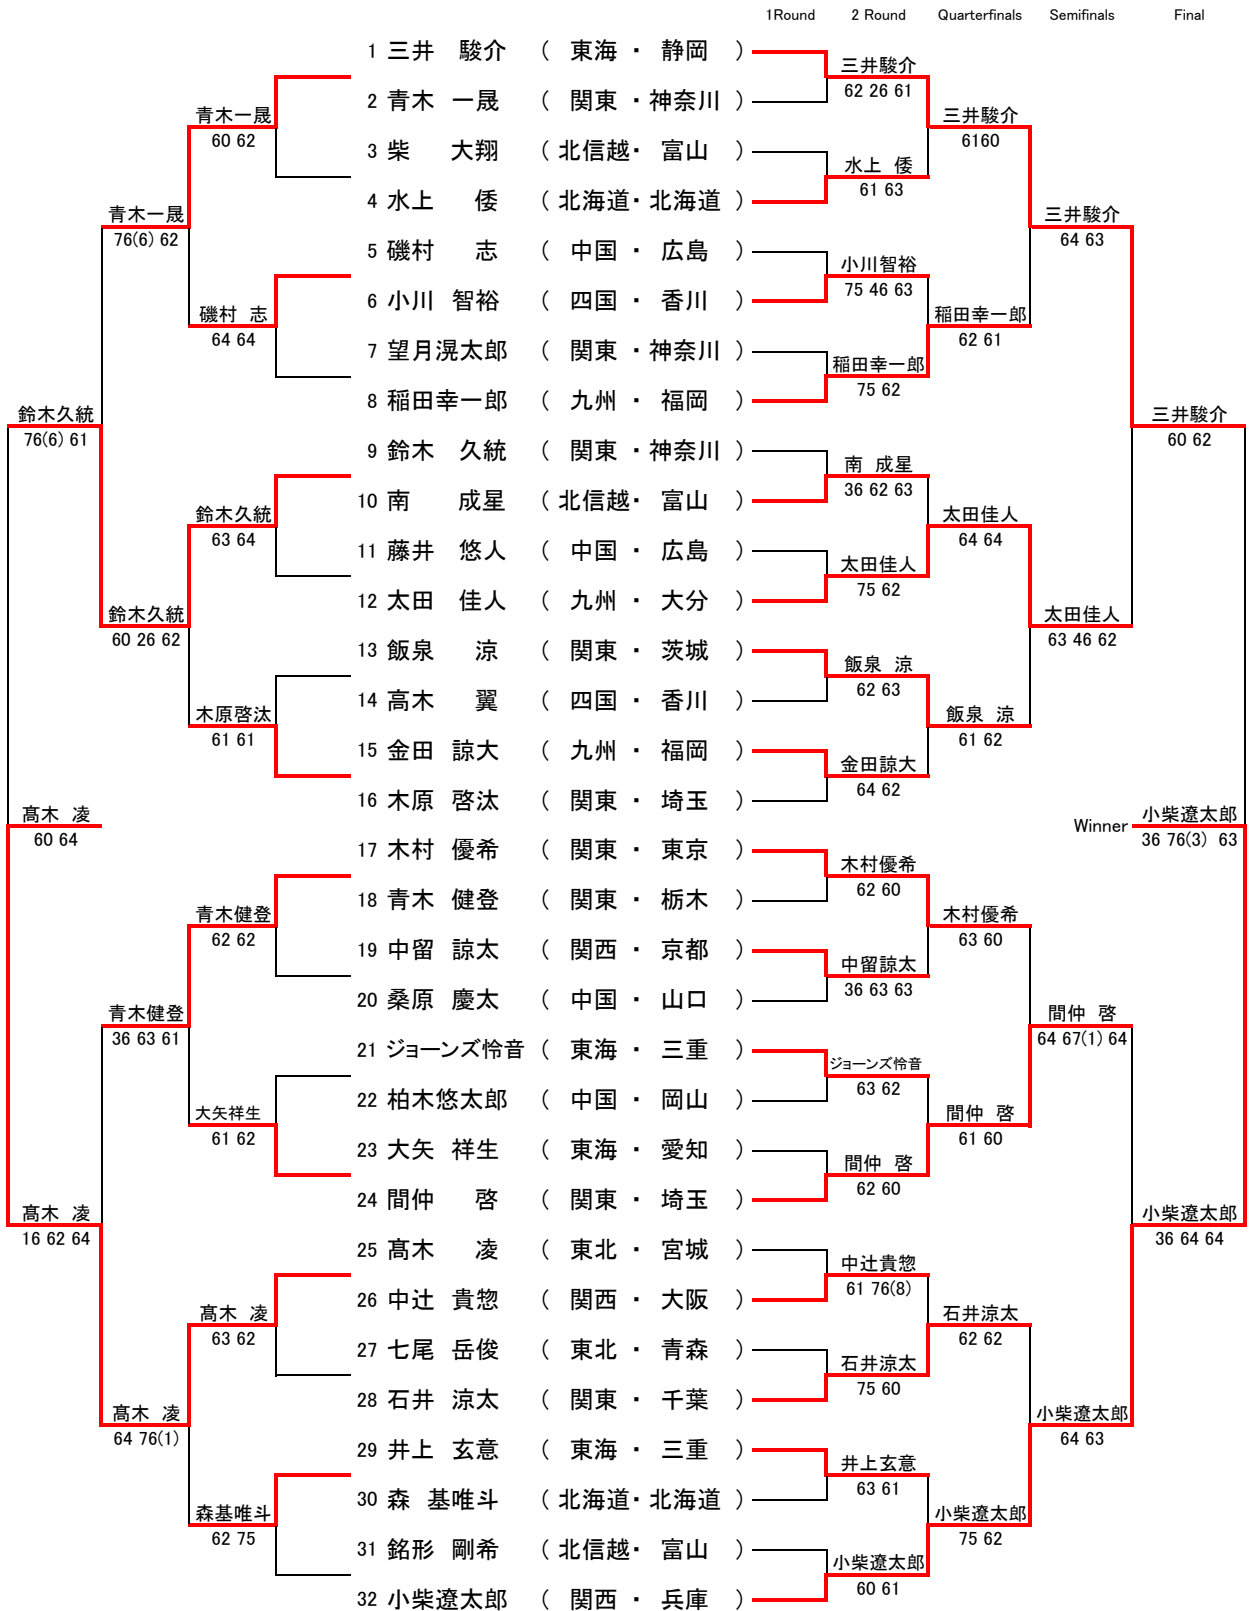 1Round 2 Round Quarterfinals Semifinals Final
1 三井 駿介 ( 東海 ・ 静岡 )
三井駿介
62 26 61
2 青木 一晟 ( 関東 ・ 神奈川 )
青木一晟
60 62
三井駿介
6160
3 柴 大翔 ( 北信越・ 富山 )
水上 倭
61 63
4 水上 倭 ( 北海道・ 北海道 )
青木一晟
76(6) 62
三井駿介
64 63
5 磯村 志 ( 中国 ・ 広島 )
小川智裕
75 46 63
6 小川 智裕 ( 四国 ・ 香川 )
磯村 志
64 64
稲田幸一郎
62 61
7 望月滉太郎 ( 関東 ・ 神奈川 )
稲田幸一郎
75 62
8 稲田幸一郎 ( 九州 ・ 福岡 )
鈴木久統
76(6) 61
三井駿介
60 62
9 鈴木 久統 ( 関東 ・ 神奈川 )
南 成星
36 62 63
10 南 成星 ( 北信越・ 富山 )
鈴木久統
63 64
太田佳人
64 64
11 藤井 悠人 ( 中国 ・ 広島 )
太田佳人
75 62
12 太田 佳人 ( 九州 ・ 大分 )
鈴木久統
60 26 62
太田佳人
63 46 62
13 飯泉 涼 ( 関東 ・ 茨城 )
飯泉 涼
62 63
14 高木 翼 ( 四国 ・ 香川 )
木原啓汰
61 61
飯泉 涼
61 62
15 金田 諒大 ( 九州 ・ 福岡 )
金田諒大
64 62
16 木原 啓汰 ( 関東 ・ 埼玉 )
髙木 凌
60 64
Winner 小柴遼太郎
36 76(3) 63
17 木村 優希 ( 関東 ・ 東京 )
木村優希
62 60
18 青木 健登 ( 関東 ・ 栃木 )
青木健登
62 62
木村優希
63 60
19 中留 諒太 ( 関西 ・ 京都 )
中留諒太
36 63 63
20 桑原 慶太 ( 中国 ・ 山口 )
青木健登
36 63 61
間仲 啓
64 67(1) 64
21 ジョーンズ怜音 ( 東海 ・ 三重 )
ジョーンズ怜音
63 62
22 柏木悠太郎 ( 中国 ・ 岡山 )
大矢祥生
61 62
間仲 啓
61 60
23 大矢 祥生 ( 東海 ・ 愛知 )
間仲 啓
62 60
24 間仲 啓 ( 関東 ・ 埼玉 )
髙木 凌
16 62 64
小柴遼太郎
36 64 64
25 髙木 凌 ( 東北 ・ 宮城 )
中辻貴惣
61 76(8)
26 中辻 貴惣 ( 関西 ・ 大阪 )
髙木 凌
63 62
石井涼太
62 62
27 七尾 岳俊 ( 東北 ・ 青森 )
石井涼太
75 60
28 石井 涼太 ( 関東 ・ 千葉 )
髙木 凌
64 76(1)
小柴遼太郎
64 63
29 井上 玄意 ( 東海 ・ 三重 )
井上玄意
63 61
30 森 基唯斗 ( 北海道・ 北海道 )
森基唯斗
62 75
小柴遼太郎
75 62
31 銘形 剛希 ( 北信越・ 富山 )
小柴遼太郎
60 61
32 小柴遼太郎 ( 関西 ・ 兵庫 )